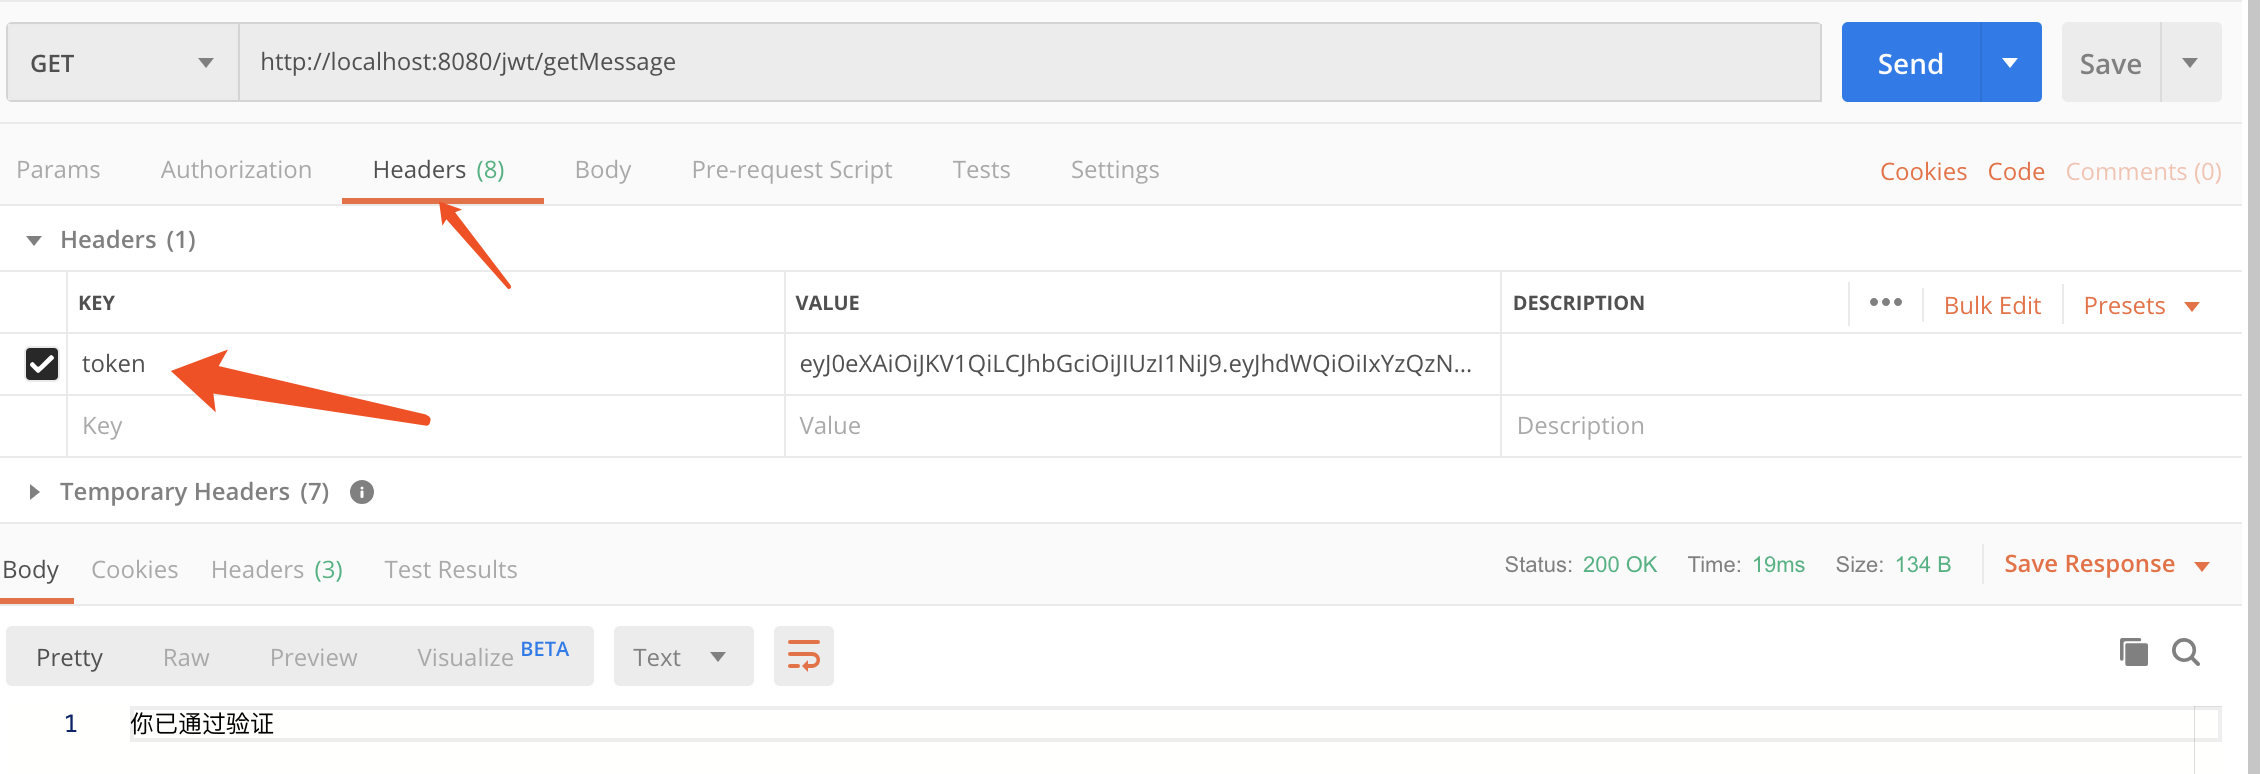 GET http://localhost:8080/jwt/getMessage Send Save
Params Authorization Headers (8) Body Pre-request Script Tests Settings Cookies Code Comments (0)
Headers (1)
KEY VALUE DESCRIPTION ••• Bulk Edit Presets
token eyJ0eXAiOiJKV1QiLCJhbGciOiJIUzI1NiJ9.eyJhdWQiOiIxYzQzN...
Key Value Description
Temporary Headers (7) i
Body Cookies Headers (3) Test Results Status: 200 OK Time: 19ms Size: 134 B Save Response
Pretty Raw Preview Visualize BETA Text
1 你已通过验证